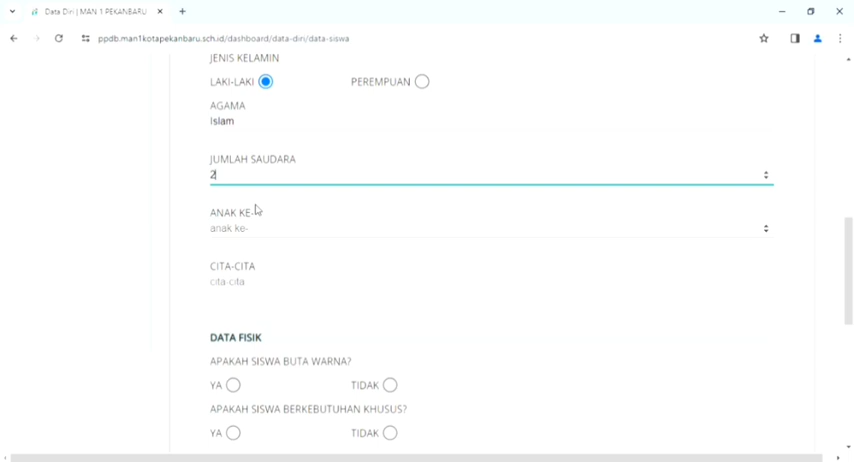 Data Diri | MAN 1 PEKANBARU
ppdb.man1kotapekanbaru.sch.id/dashboard/data-diri/data-siswa
JENIS KELAMIN
LAKI-LAKI PEREMPUAN
AGAMA
Islam
JUMLAH SAUDARA
2
ANAK KE-
anak ke-
CITA-CITA
cita-cita
DATA FISIK
APAKAH SISWA BUTA WARNA?
YA TIDAK
APAKAH SISWA BERKEBUTUHAN KHUSUS?
YA TIDAK